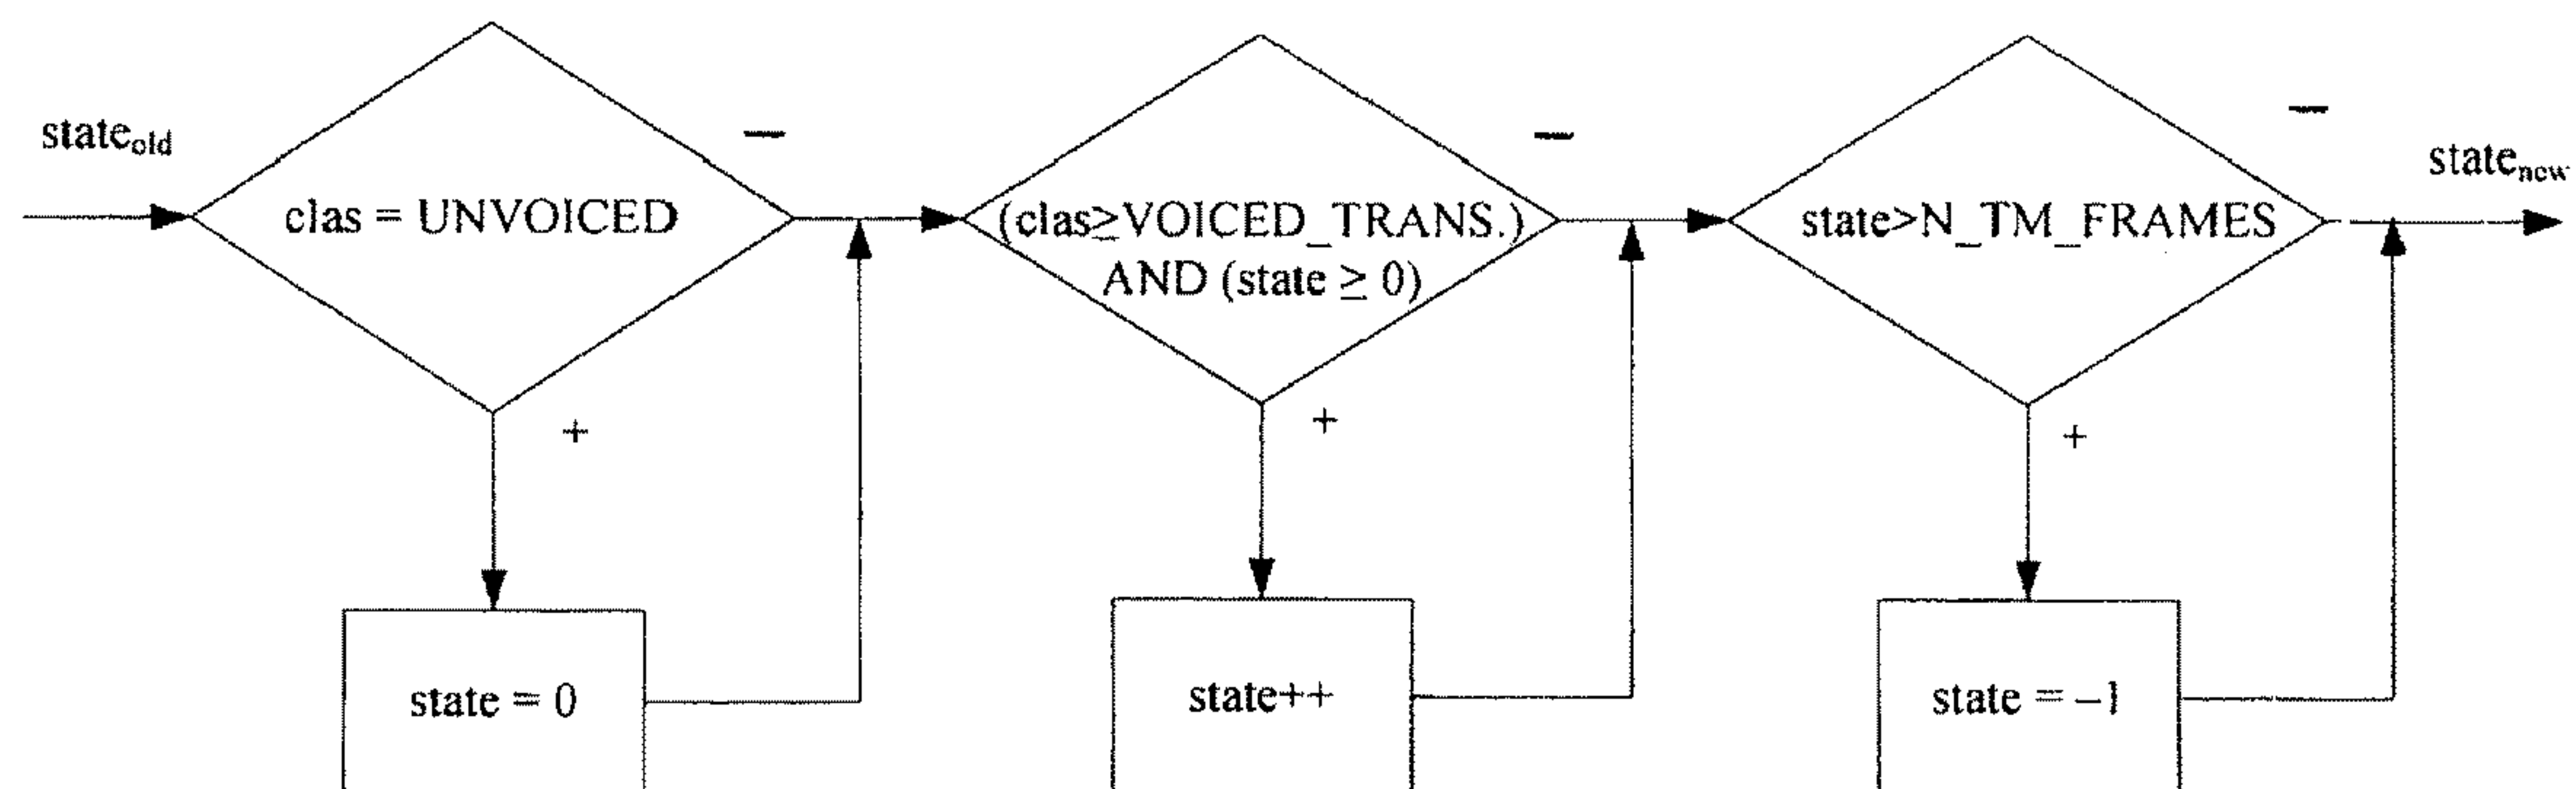 state_old
clas = UNVOICED
−
+
state = 0
(clas≥VOICED_TRANS.)
AND (state ≥ 0)
−
+
state++
state>N_TM_FRAMES
−
+
state = −1
state_new